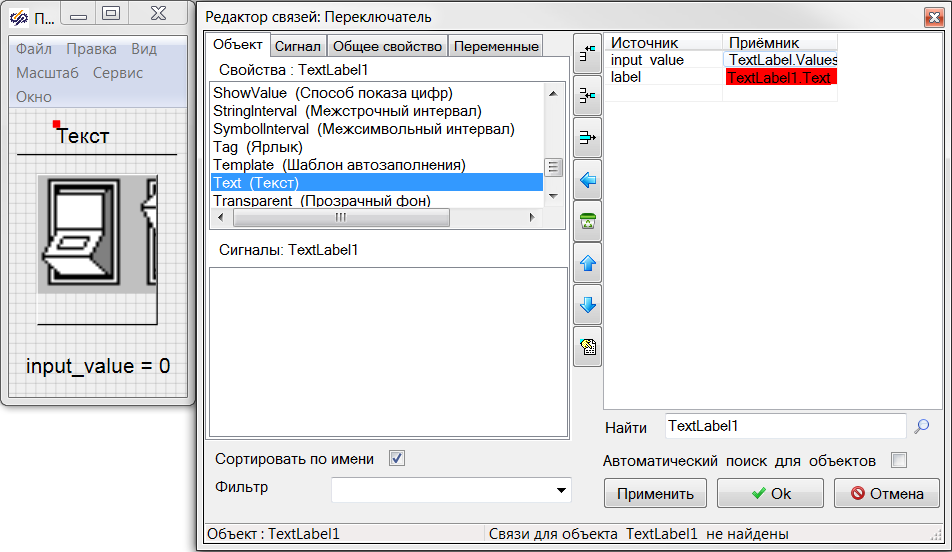 П...
Файл Правка Вид
Масштаб Сервис
Окно
Текст
input_value = 0
Редактор связей: Переключатель
Объект Сигнал Общее свойство Переменные
Свойства : TextLabel1
ShowValue (Способ показа цифр)
StringInterval (Межстрочный интервал)
SymbolInterval (Межсимвольный интервал)
Tag (Ярлык)
Template (Шаблон автозаполнения)
Text (Текст)
Transparent (Прозрачный фон)
Сигналы: TextLabel1
Сортировать по имени
Фильтр
Источник Приёмник
input_value TextLabel.Values
label TextLabel1.Text
Найти TextLabel1
Автоматический поиск для объектов
Применить Ok Отмена
Объект : TextLabel1 Связи для объекта TextLabel1 не найдены